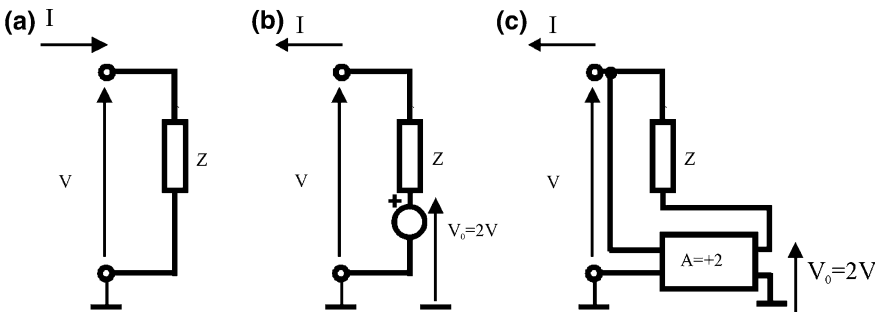 (a) I
V
Z
(b) I
V
Z
+
V₀=2V
(c) I
V
Z
A=+2
V₀=2V